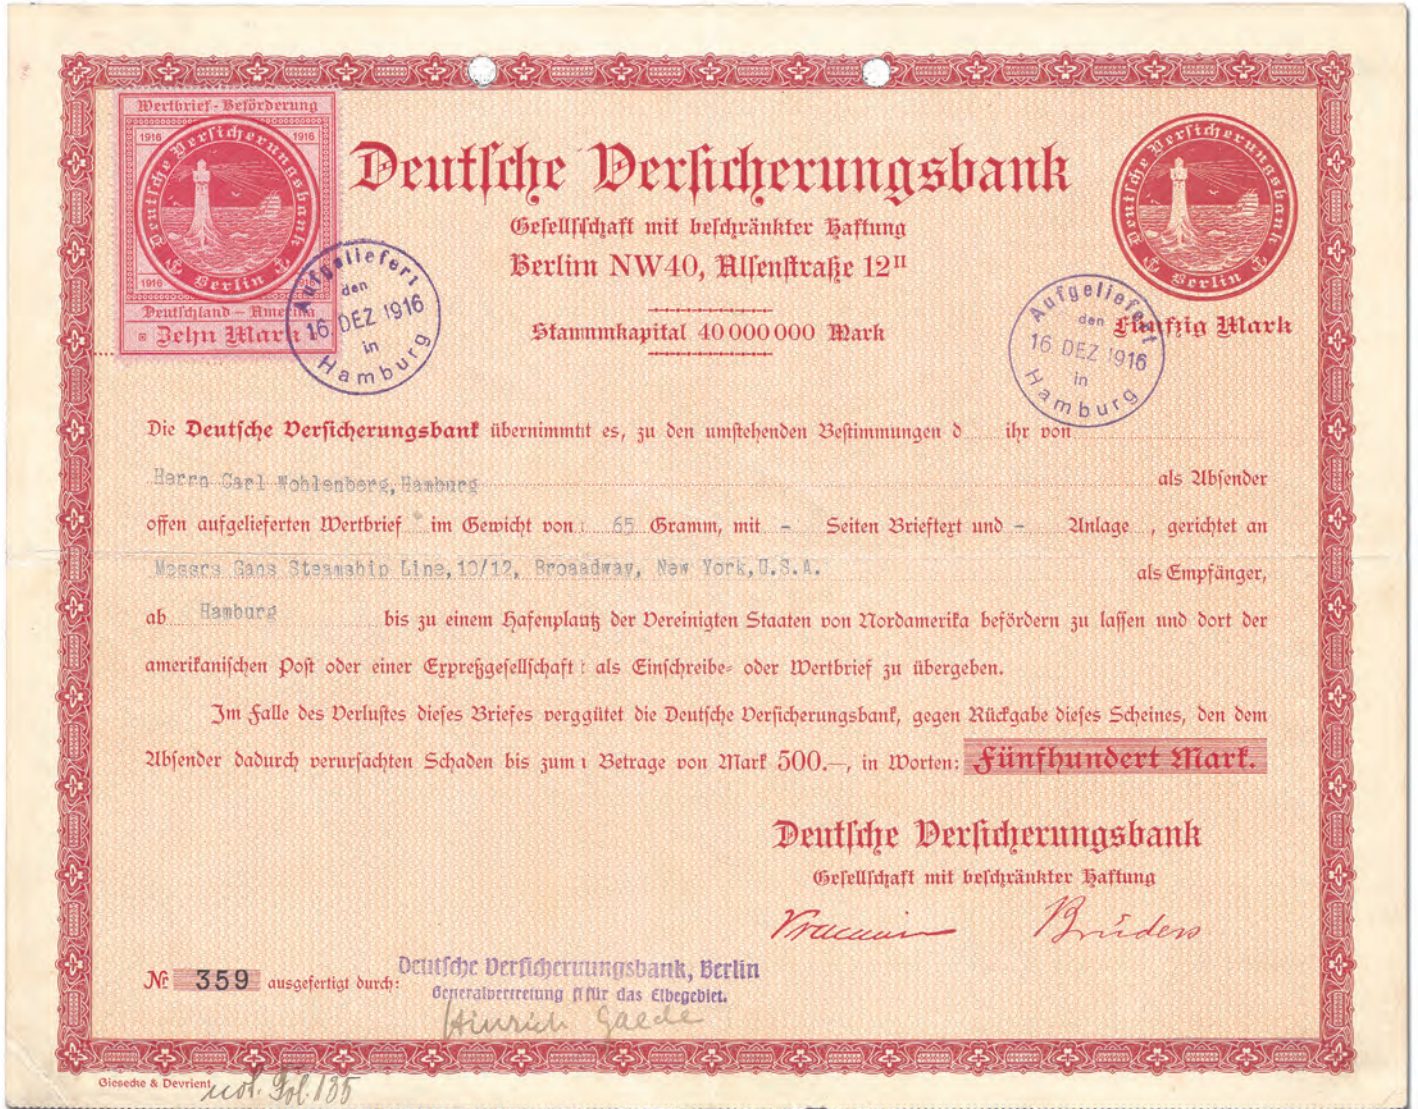 Wertbrief-Beförderung
1916 1916
Deutsche Versicherungsbank
Berlin
1916 1916
Deutschland — Amerika
Zehn Mark
Aufgeliefert
den
16 DEZ 1916
in
Hamburg
Deutsche Versicherungsbank
Gesellschaft mit beschränkter Haftung
Berlin NW40, Alsenstraße 12 II
Stammkapital 40 000 000 Mark
Deutsche Versicherungsbank
Berlin
Fünfzig Mark
Aufgeliefert
den
16 DEZ 1916
in
Hamburg
Die Deutsche Versicherungsbank übernimmt es, zu den umstehenden Bestimmungen d ihr von
Herrn Carl Wohlenberg, Hamburg als Absender
offen aufgelieferten Wertbrief im Gewicht von 65 Gramm, mit - Seiten Brieftext und - Anlage , gerichtet an
Messrs Gans Steamship Line, 10/12, Broaadway, New York, U.S.A. als Empfänger,
ab Hamburg bis zu einem Hafenplatz der Vereinigten Staaten von Nordamerika befördern zu lassen und dort der
amerikanischen Post oder einer Expreßgesellschaft als Einschreibe- oder Wertbrief zu übergeben.
Im Falle des Verlustes dieses Briefes vergütet die Deutsche Versicherungsbank, gegen Rückgabe dieses Scheines, den dem
Absender dadurch verursachten Schaden bis zum Betrage von Mark 500.—, in Worten: Fünfhundert Mark.
Deutsche Versicherungsbank
Gesellschaft mit beschränkter Haftung
Brüders
№ 359 ausgefertigt durch:
Deutsche Versicherungsbank, Berlin
Generalvertretung für das Elbegebiet.
Hinrich Gaede
Giesecke & Devrient
not. Fol. 135